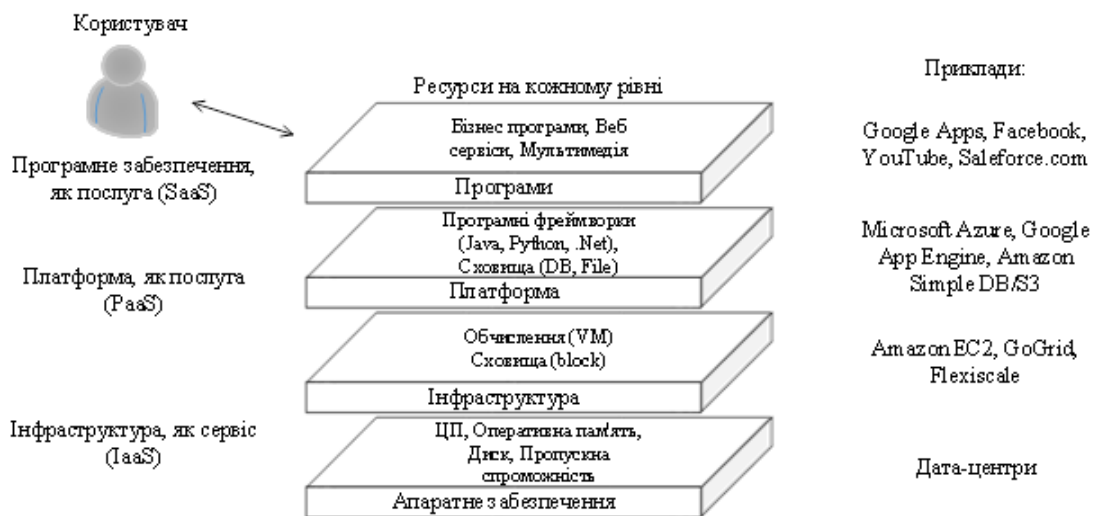 Користувач
Ресурси на кожному рівні
Приклади:
Бізнес програми, Веб
сервіси, Мультимедія
Програми
Google Apps, Facebook,
YouTube, Saleforce.com
Програмне забезпечення,
як послуга (SaaS)
Програмні фреймворки
(Java, Python, .Net),
Сховища (DB, File)
Платформа
Microsoft Azure, Google
App Engine, Amazon
Simple DB/S3
Платформа, як послуга
(PaaS)
Обчислення (VM)
Сховища (block)
Інфраструктура
Amazon EC2, GoGrid,
Flexiscale
Інфраструктура, як сервіс
(IaaS)
ЦП, Оперативна пам'ять,
Диск, Пропускна
спроможність
Апаратне забезпечення
Дата-центри